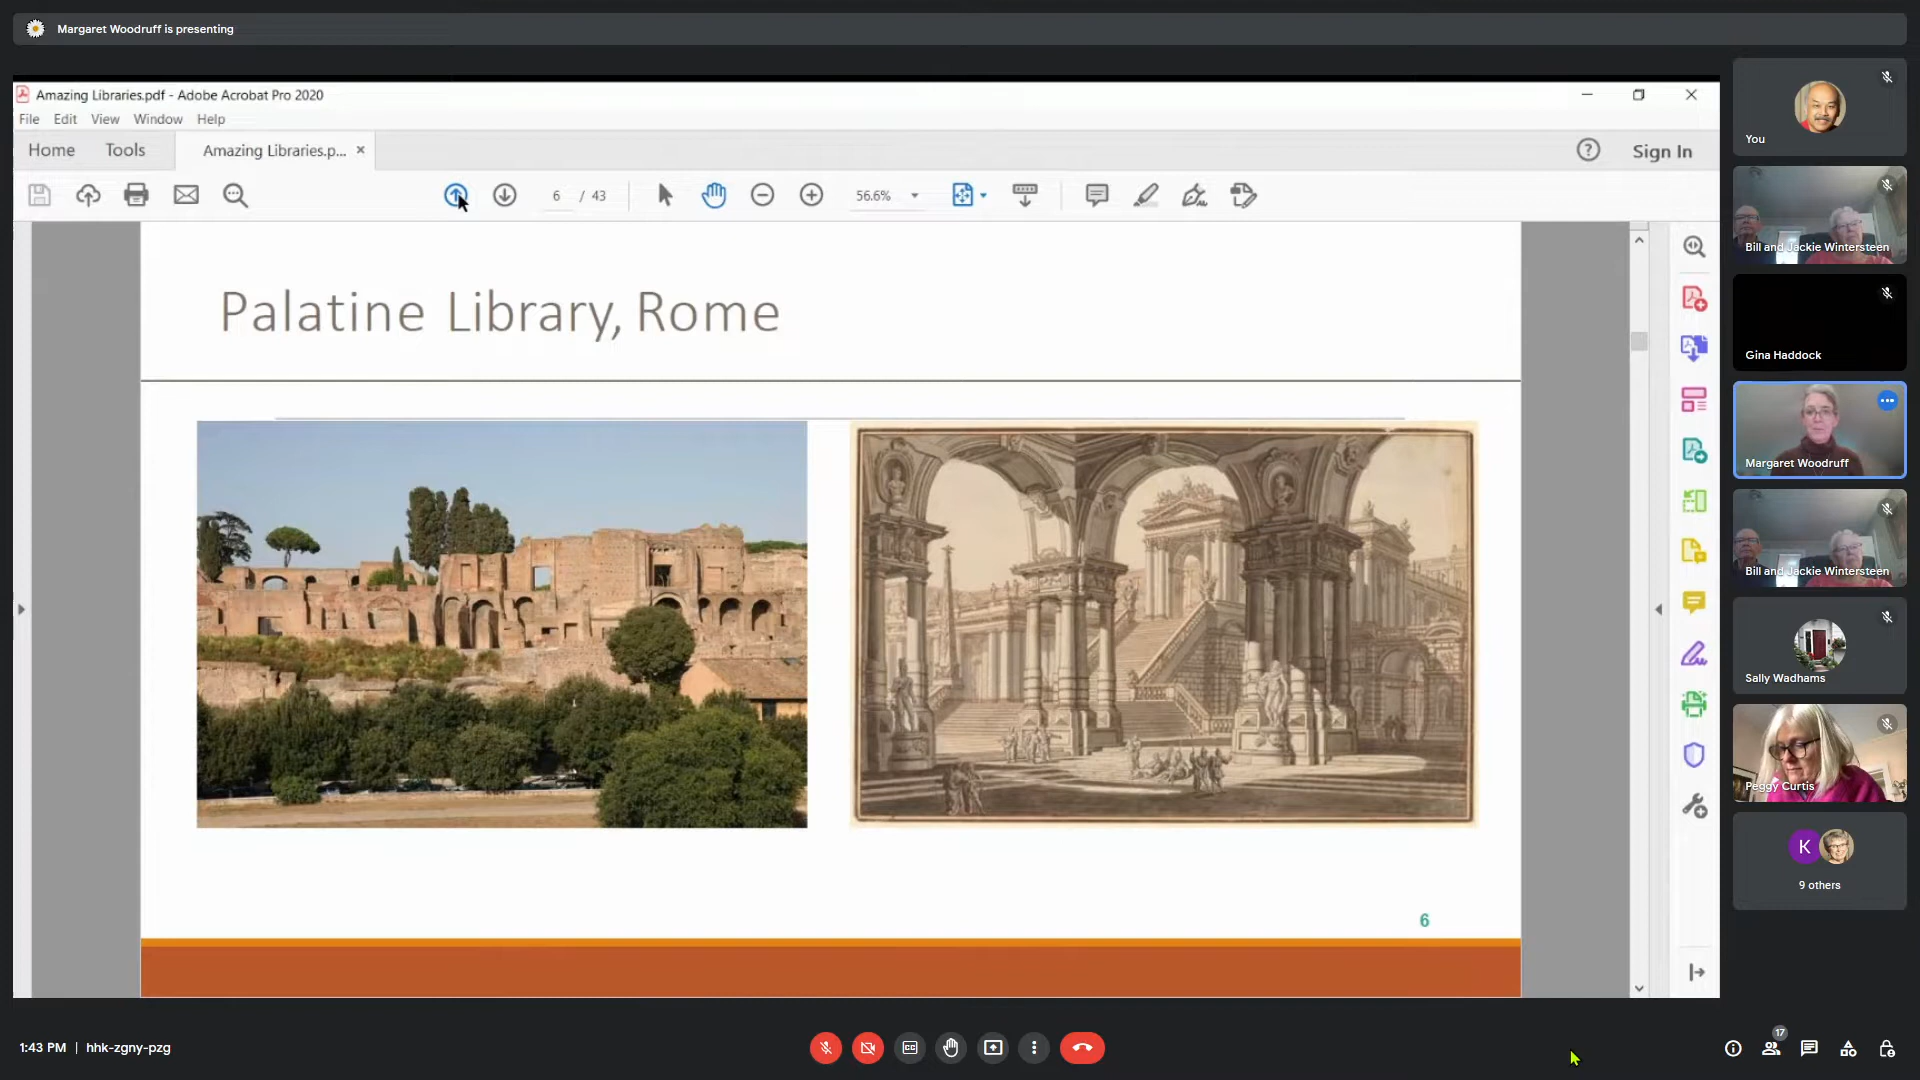 Margaret Woodruff is presenting
Amazing Libraries.pdf - Adobe Acrobat Pro 2020
File Edit View Window Help
Home Tools Amazing Libraries.p... ×
Sign In
6 / 43 56.6%
Palatine Library, Rome
6
You
Bill and Jackie Wintersteen
Gina Haddock
Margaret Woodruff
Bill and Jackie Wintersteen
Sally Wadhams
Peggy Curtis
K
9 others
1:43 PM | hhk-zgny-pzg
CC
17